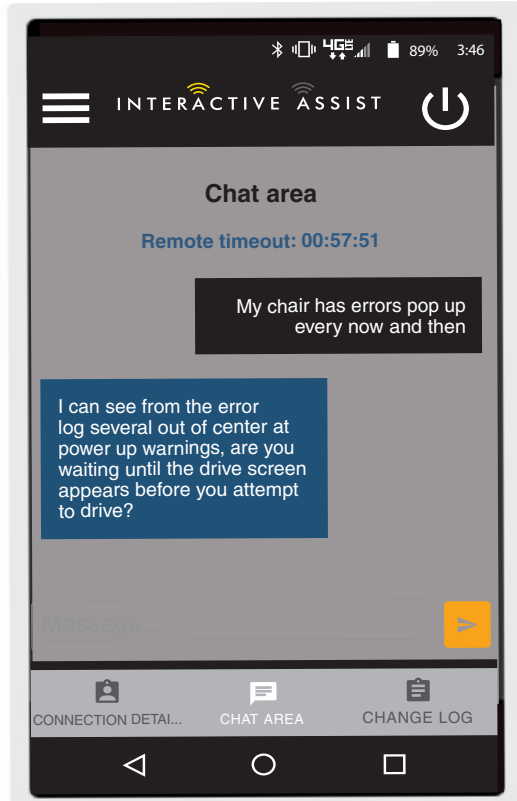 4GE 89% 3:46
INTERACTIVE ASSIST
Chat area
Remote timeout: 00:57:51
My chair has errors pop up
every now and then
I can see from the error
log several out of center at
power up warnings, are you
waiting until the drive screen
appears before you attempt
to drive?
Message...
CONNECTION DETAI... CHAT AREA CHANGE LOG